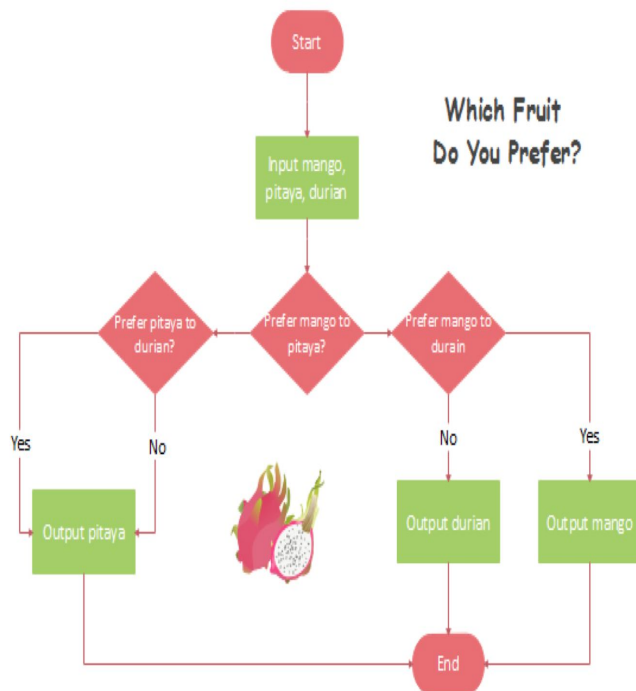 Start
Which Fruit
Do You Prefer?
Input mango,
pitaya, durian
Prefer pitaya to
durian?
Prefer mango to
pitaya?
Prefer mango to
durain
Yes
No
No
Yes
Output pitaya
Output durian
Output mango
End